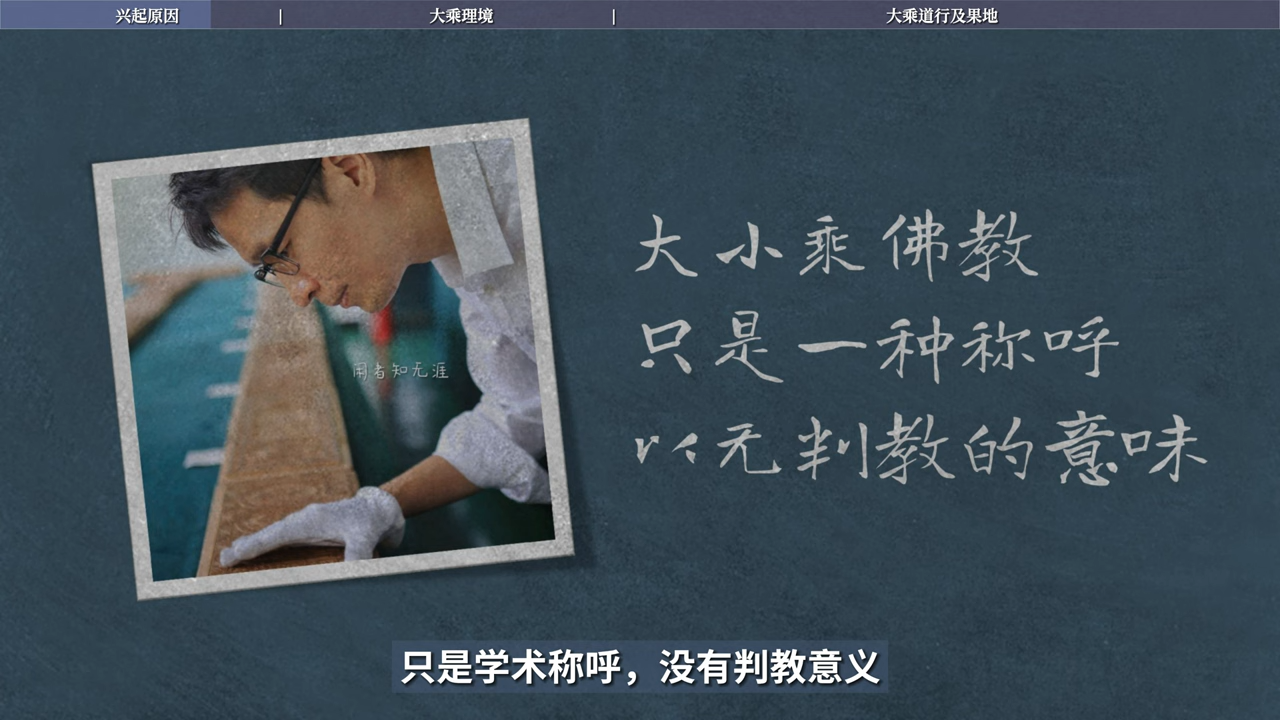 兴起原因 | 大乘理境 | 大乘道行及果地
大小乘佛教
只是一种称呼
无判教的意味
用者知无涯
只是学术称呼，没有判教意义